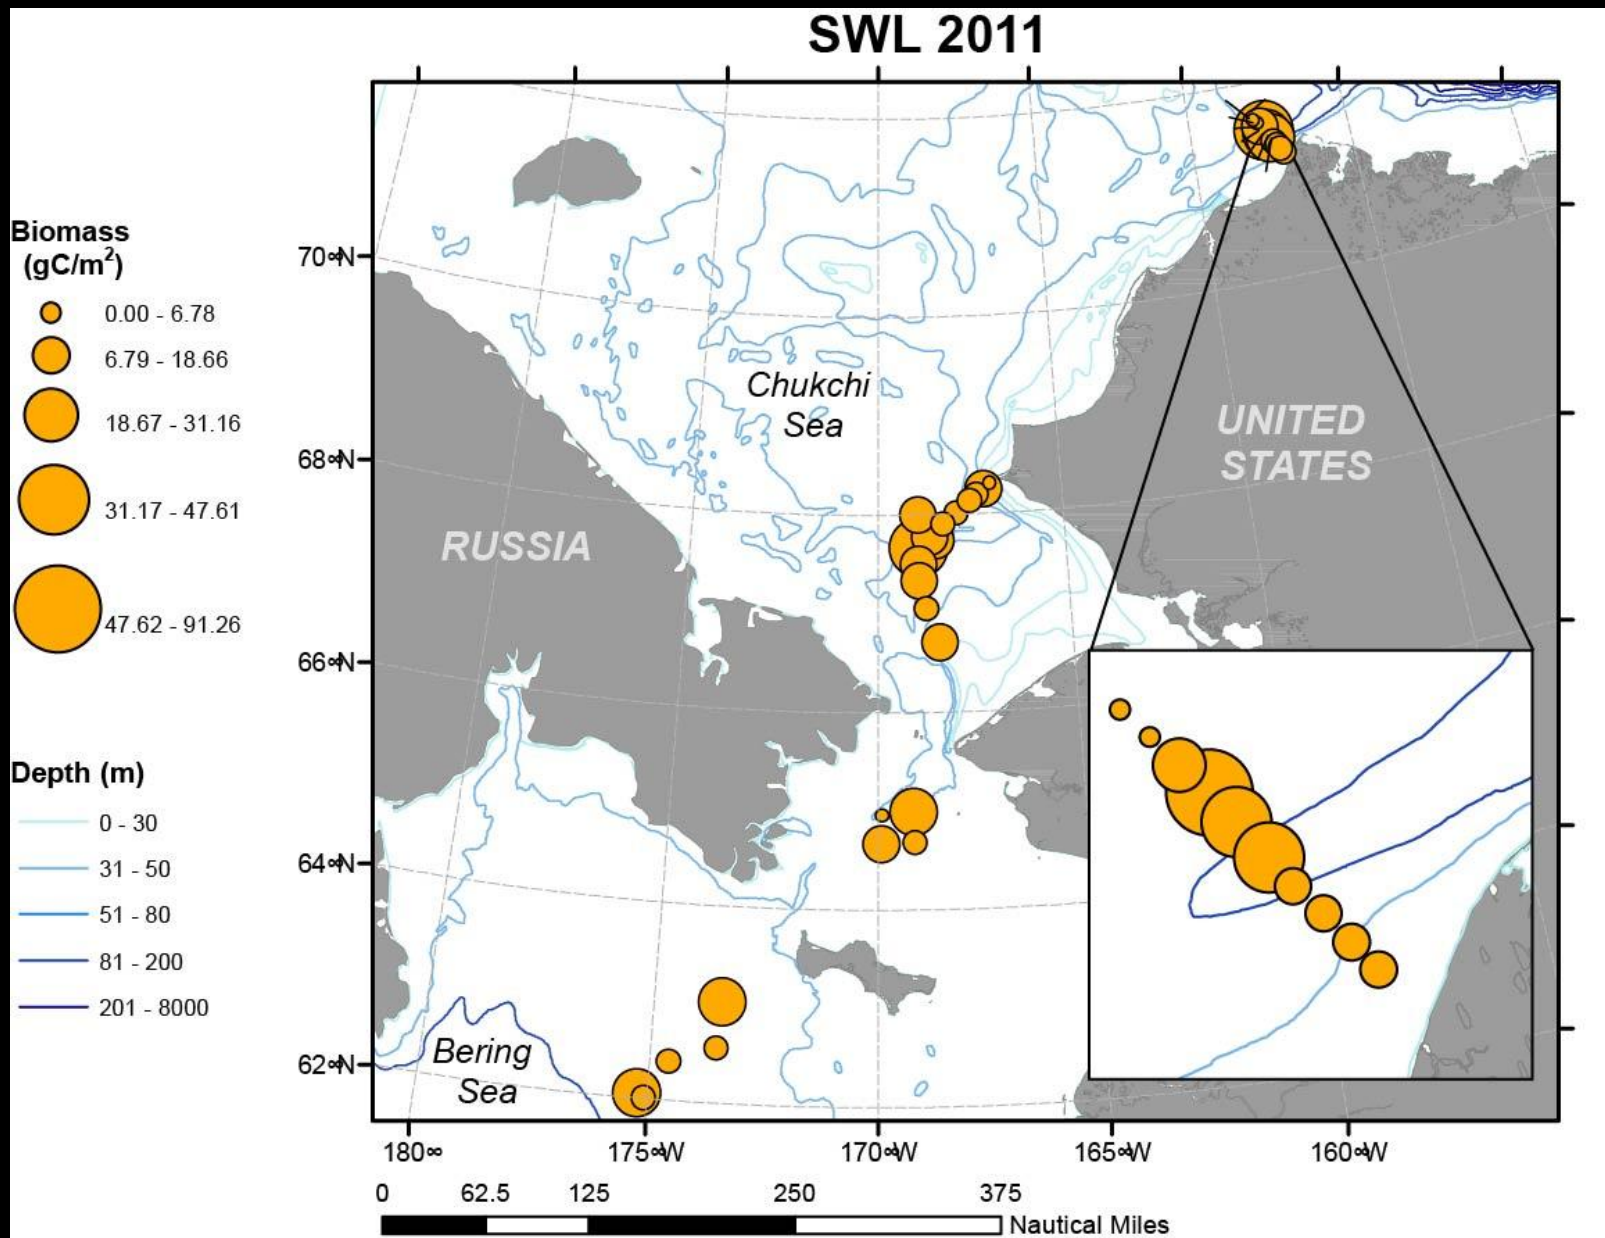 SWL 2011
Biomass
(gC/m²)
0.00 - 6.78
6.79 - 18.66
18.67 - 31.16
31.17 - 47.61
47.62 - 91.26
Depth (m)
0 - 30
31 - 50
51 - 80
81 - 200
201 - 8000
70°N
68°N
66°N
64°N
62°N
Chukchi
Sea
RUSSIA
UNITED
STATES
Bering
Sea
180°
175°W
170°W
165°W
160°W
0 62.5 125 250 375
Nautical Miles